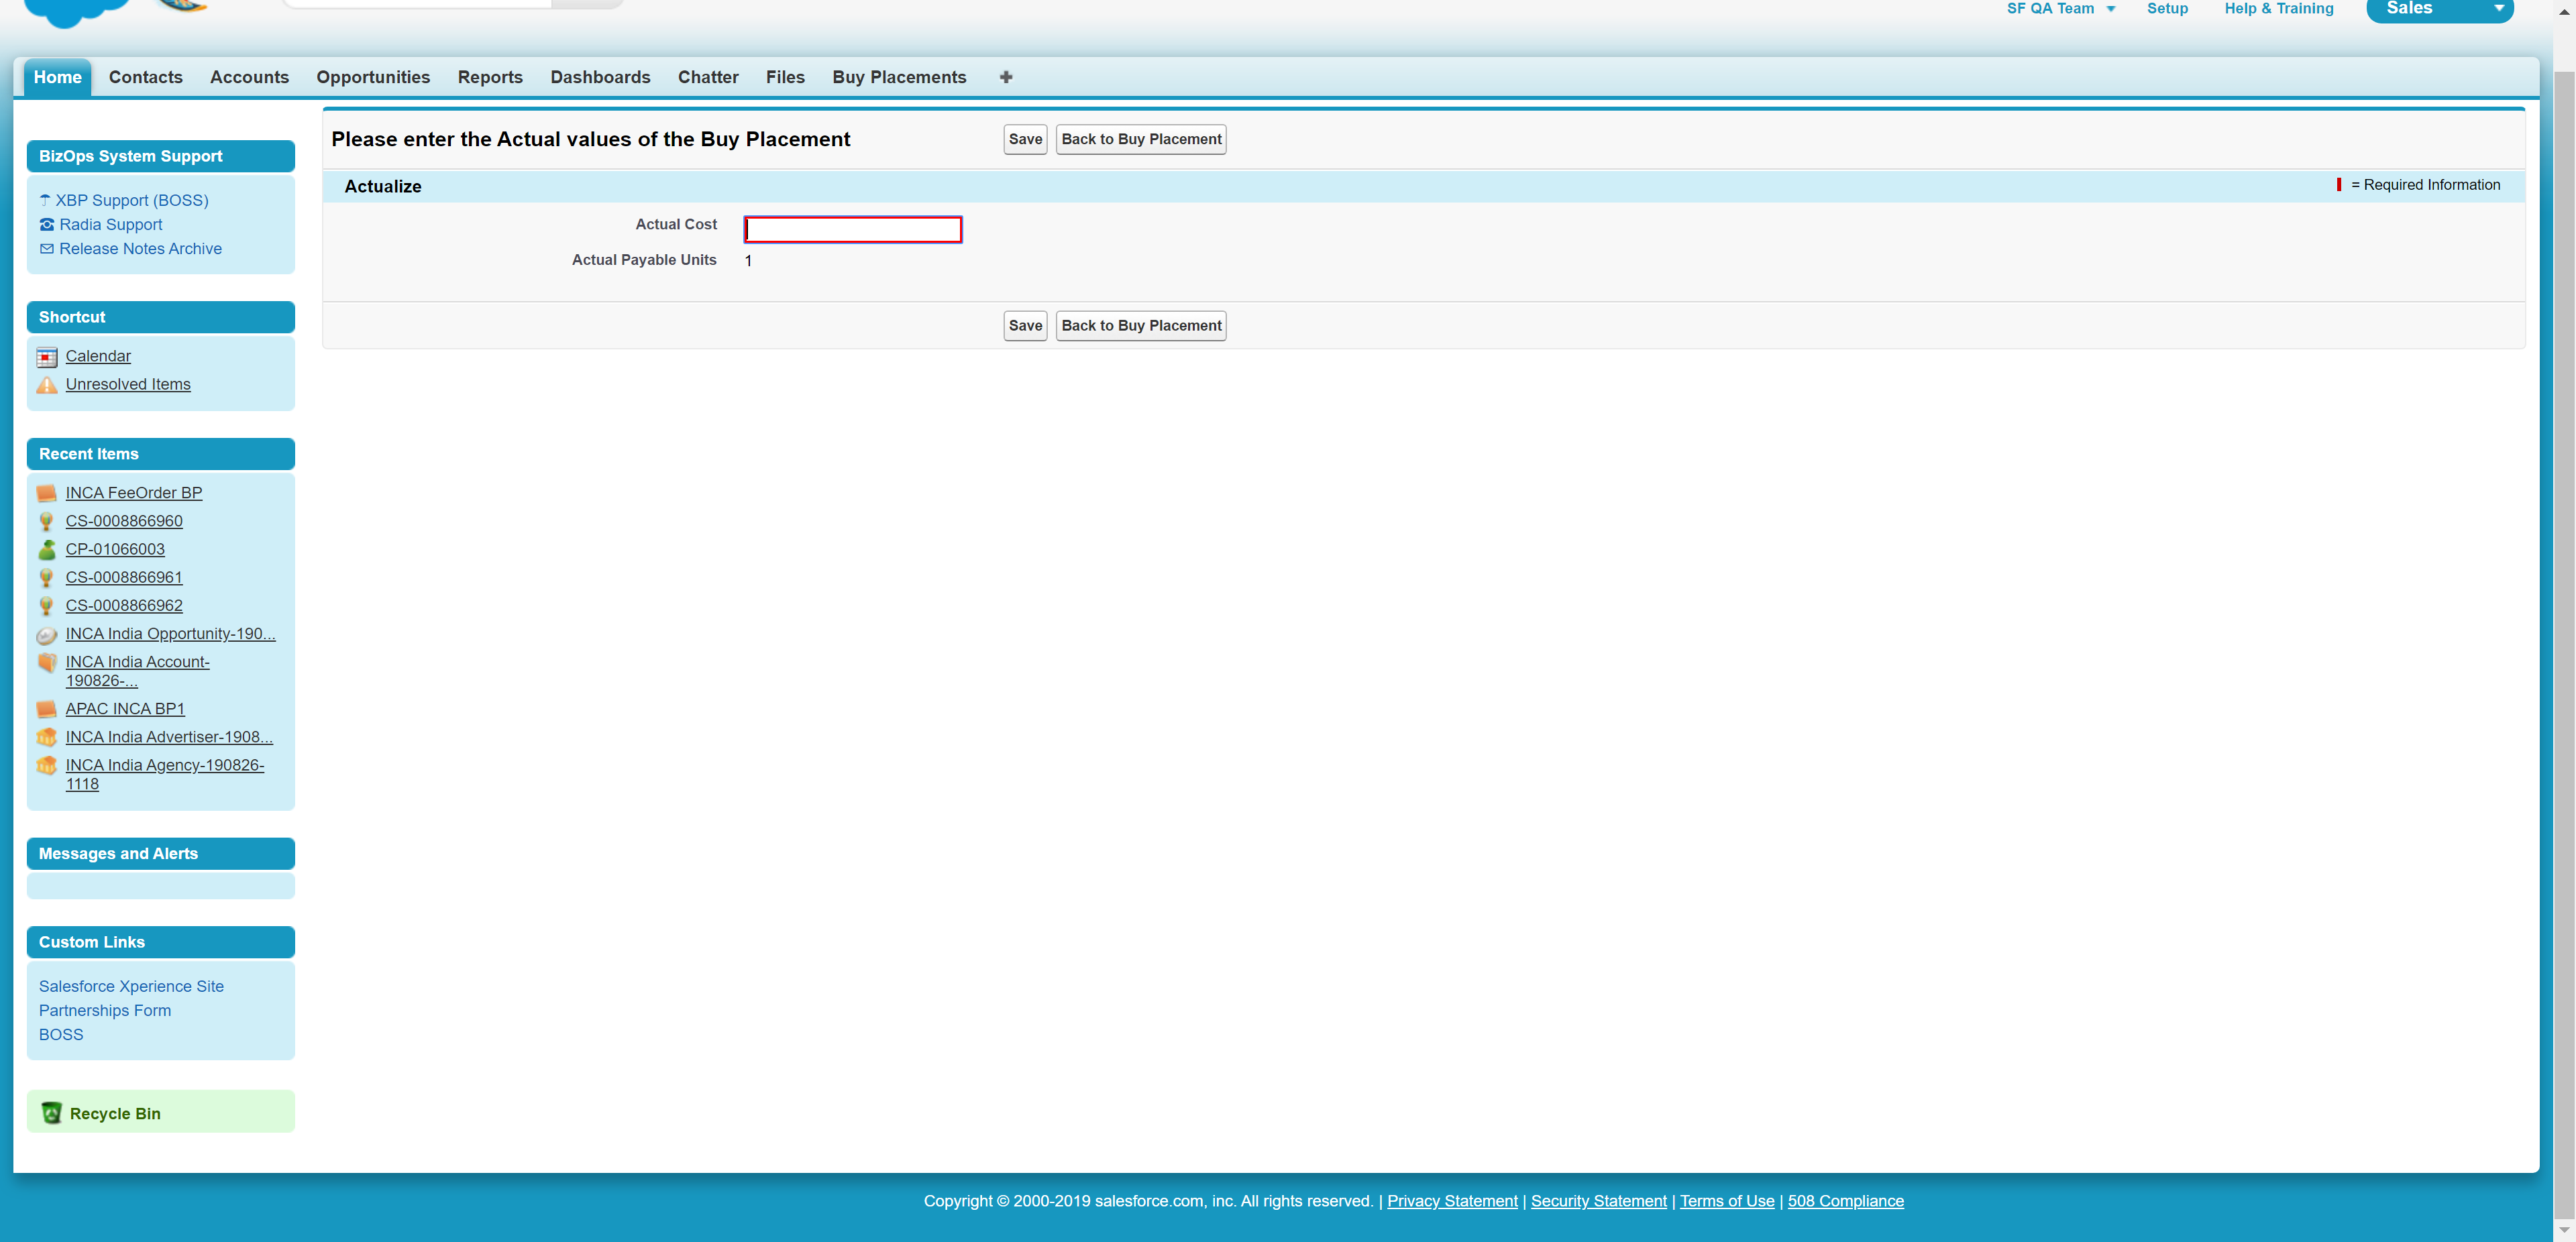 SF QA Team Setup Help & Training Sales
Home Contacts Accounts Opportunities Reports Dashboards Chatter Files Buy Placements
BizOps System Support
XBP Support (BOSS)
Radia Support
Release Notes Archive
Shortcut
Calendar
Unresolved Items
Recent Items
INCA FeeOrder BP
CS-0008866960
CP-01066003
CS-0008866961
CS-0008866962
INCA India Opportunity-190...
INCA India Account-
190826-...
APAC INCA BP1
INCA India Advertiser-1908...
INCA India Agency-190826-
1118
Messages and Alerts
Custom Links
Salesforce Xperience Site
Partnerships Form
BOSS
Recycle Bin
Please enter the Actual values of the Buy Placement Save Back to Buy Placement
Actualize = Required Information
Actual Cost
Actual Payable Units 1
Save Back to Buy Placement
Copyright © 2000-2019 salesforce.com, inc. All rights reserved. | Privacy Statement | Security Statement | Terms of Use | 508 Compliance